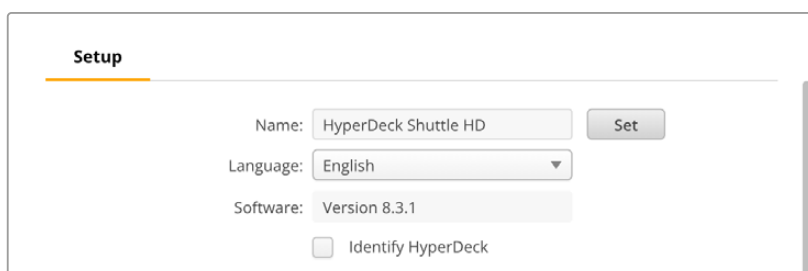 Setup
Name: HyperDeck Shuttle HD Set
Language: English
Software: Version 8.3.1
Identify HyperDeck